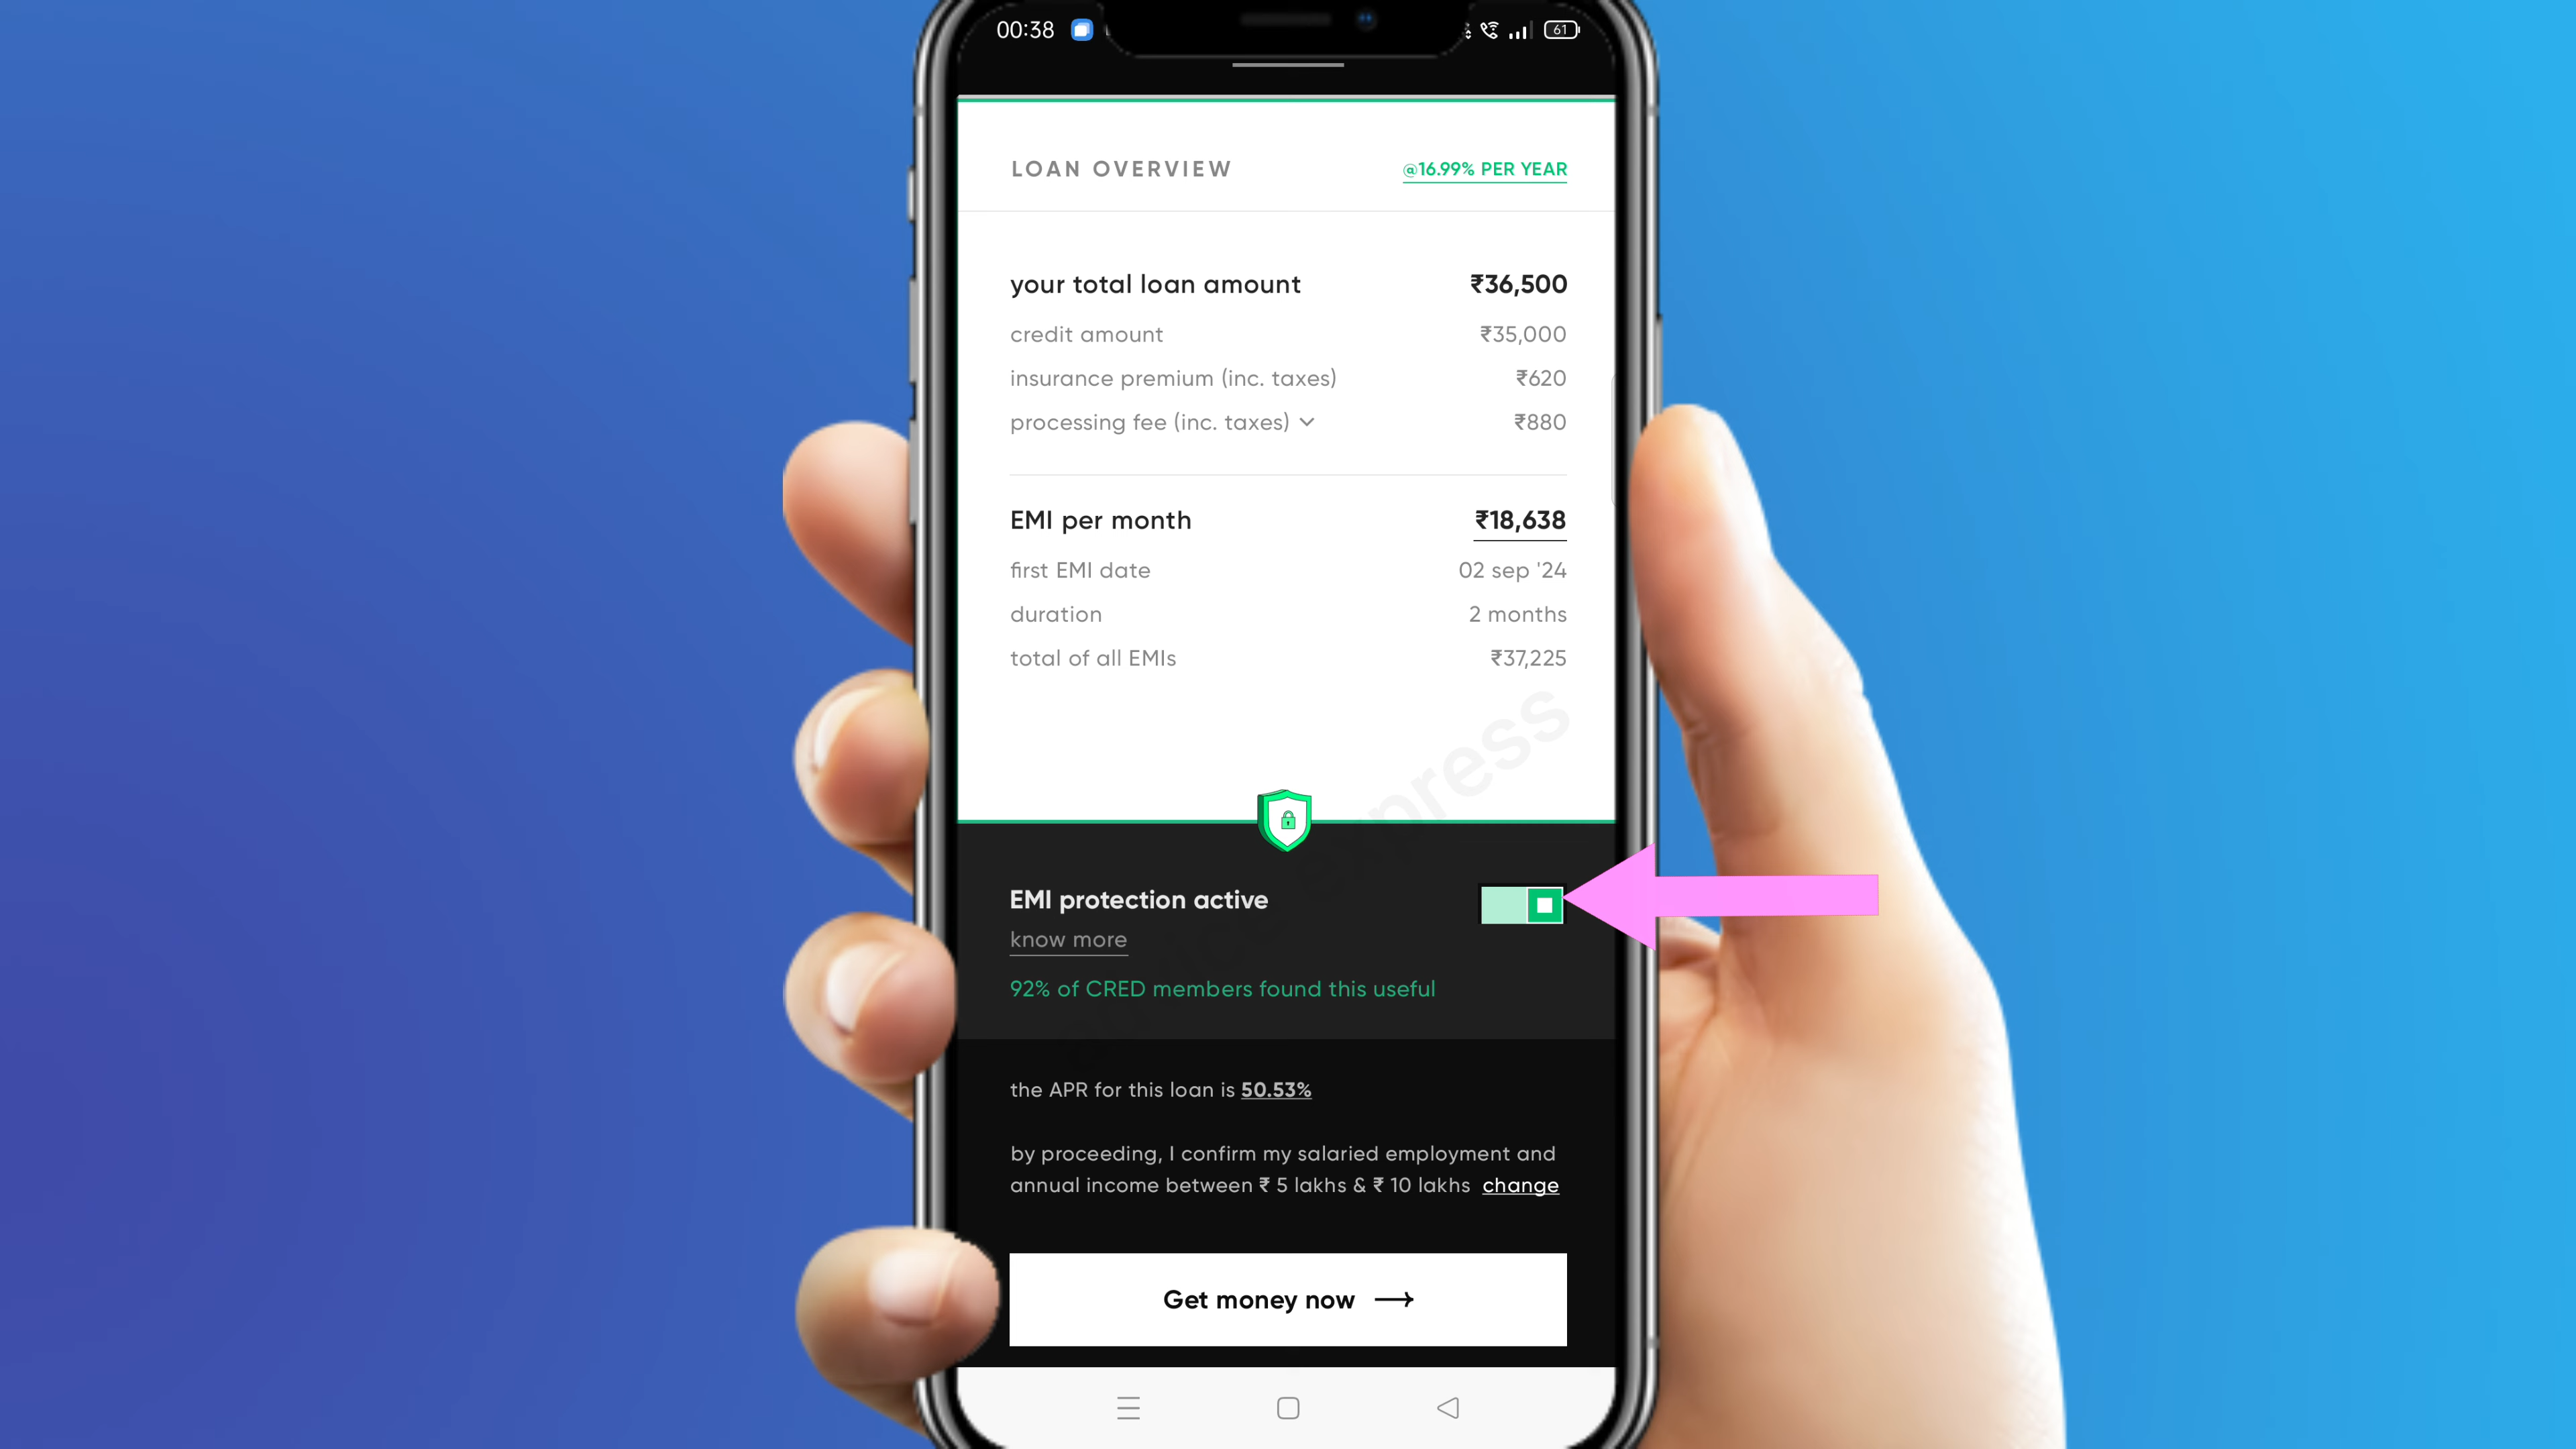 00:38
61
LOAN OVERVIEW @16.99% PER YEAR
your total loan amount ₹36,500
credit amount ₹35,000
insurance premium (inc. taxes) ₹620
processing fee (inc. taxes) ₹880
EMI per month ₹18,638
first EMI date 02 sep '24
duration 2 months
total of all EMIs ₹37,225
EMI protection active
know more
92% of CRED members found this useful
the APR for this loan is 50.53%
by proceeding, I confirm my salaried employment and
annual income between ₹ 5 lakhs & ₹ 10 lakhs change
Get money now